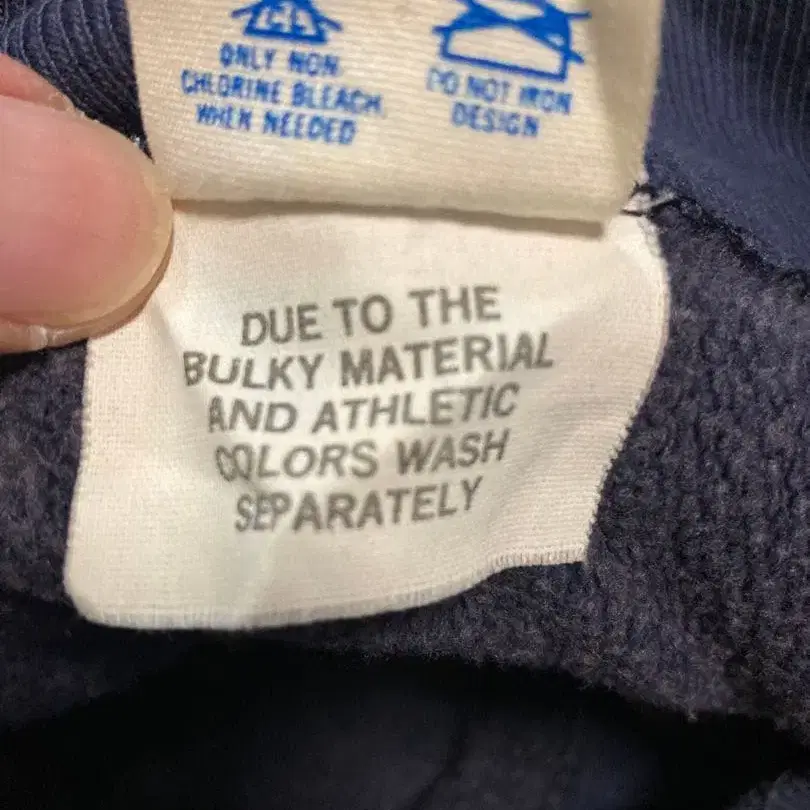 CL
ONLY NON
CHLORINE BLEACH
WHEN NEEDED
DO NOT IRON
DESIGN
DUE TO THE
BULKY MATERIAL
AND ATHLETIC
COLORS WASH
SEPARATELY